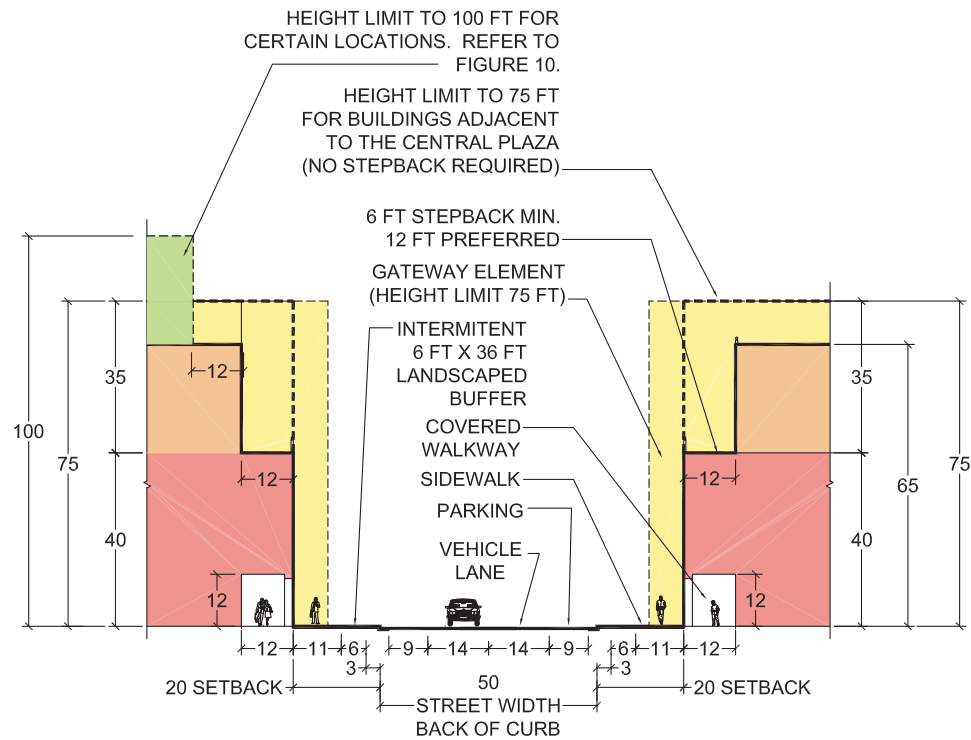 HEIGHT LIMIT TO 100 FT FOR
CERTAIN LOCATIONS. REFER TO
FIGURE 10.
HEIGHT LIMIT TO 75 FT
FOR BUILDINGS ADJACENT
TO THE CENTRAL PLAZA
(NO STEPBACK REQUIRED)
6 FT STEPBACK MIN.
12 FT PREFERRED
GATEWAY ELEMENT
(HEIGHT LIMIT 75 FT)
INTERMITENT
6 FT X 36 FT
LANDSCAPED
BUFFER
COVERED
WALKWAY
SIDEWALK
PARKING
VEHICLE
LANE
100
75
35
40
12
12
12
35
40
65
75
12
12
12 11 6 9 14 14 9 6 11 12
3 3
20 SETBACK
50
STREET WIDTH
BACK OF CURB
20 SETBACK